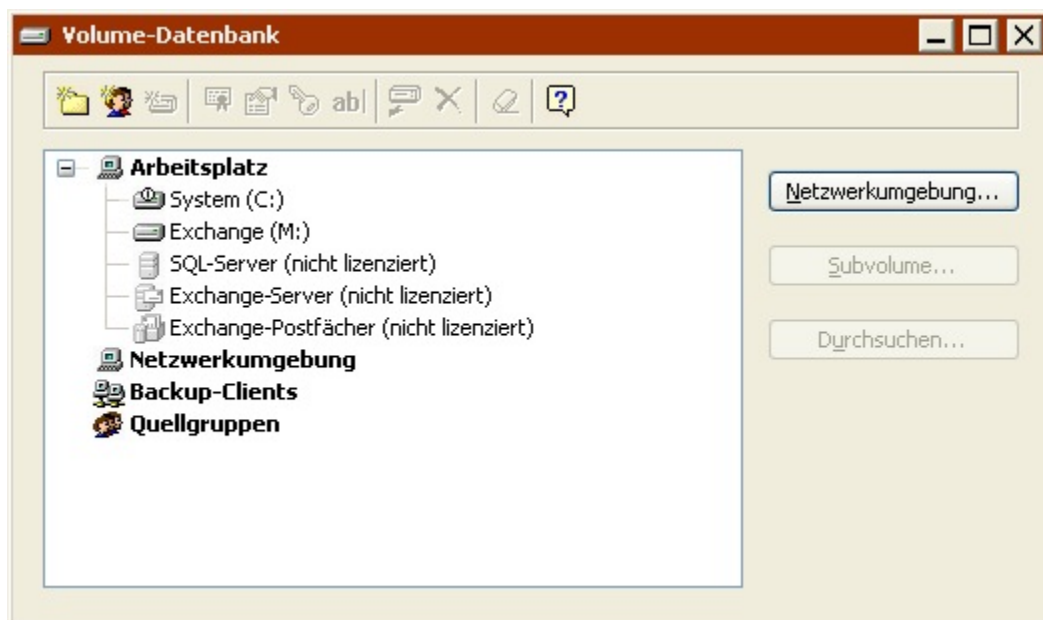 Volume-Datenbank
ab|
Arbeitsplatz
System (C:)
Exchange (M:)
SQL-Server (nicht lizenziert)
Exchange-Server (nicht lizenziert)
Exchange-Postfächer (nicht lizenziert)
Netzwerkumgebung
Backup-Clients
Quellgruppen
Netzwerkumgebung...
Subvolume...
Durchsuchen...